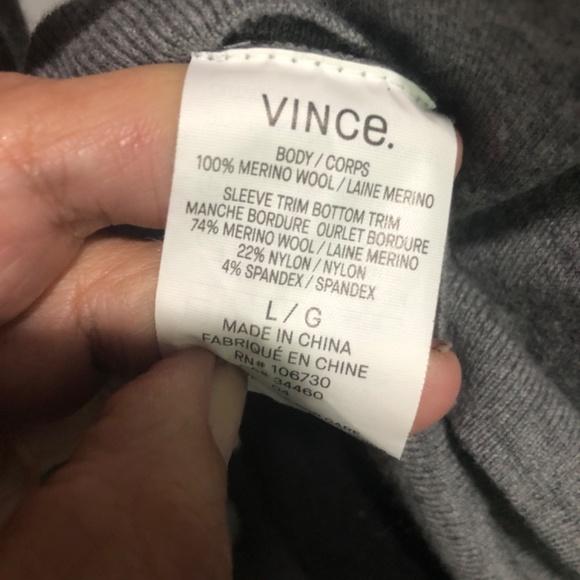 VINCe.
BODY / CORPS
100% MERINO WOOL / LAINE MERINO
SLEEVE TRIM BOTTOM TRIM
MANCHE BORDURE OURLET BORDURE
74% MERINO WOOL / LAINE MERINO
22% NYLON / NYLON
4% SPANDEX / SPANDEX
L / G
MADE IN CHINA
FABRIQUÉ EN CHINE
RN# 106730
34460